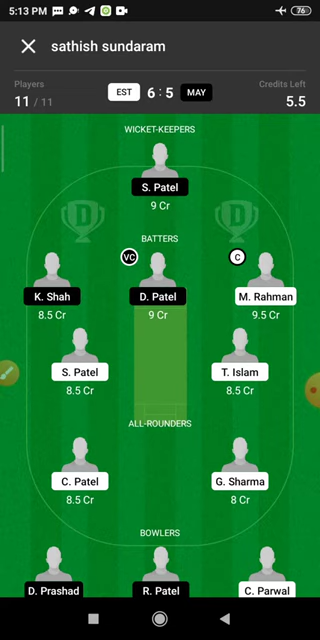 5:13 PM
76
sathish sundaram
Players
Credits Left
11 / 11
EST 6 : 5 MAY
5.5
WICKET-KEEPERS
S. Patel
9 Cr
BATTERS
VC
C
K. Shah
D. Patel
M. Rahman
8.5 Cr
9 Cr
9.5 Cr
S. Patel
T. Islam
8.5 Cr
8.5 Cr
ALL-ROUNDERS
C. Patel
G. Sharma
8.5 Cr
8 Cr
BOWLERS
D. Prashad
R. Patel
C. Parwal